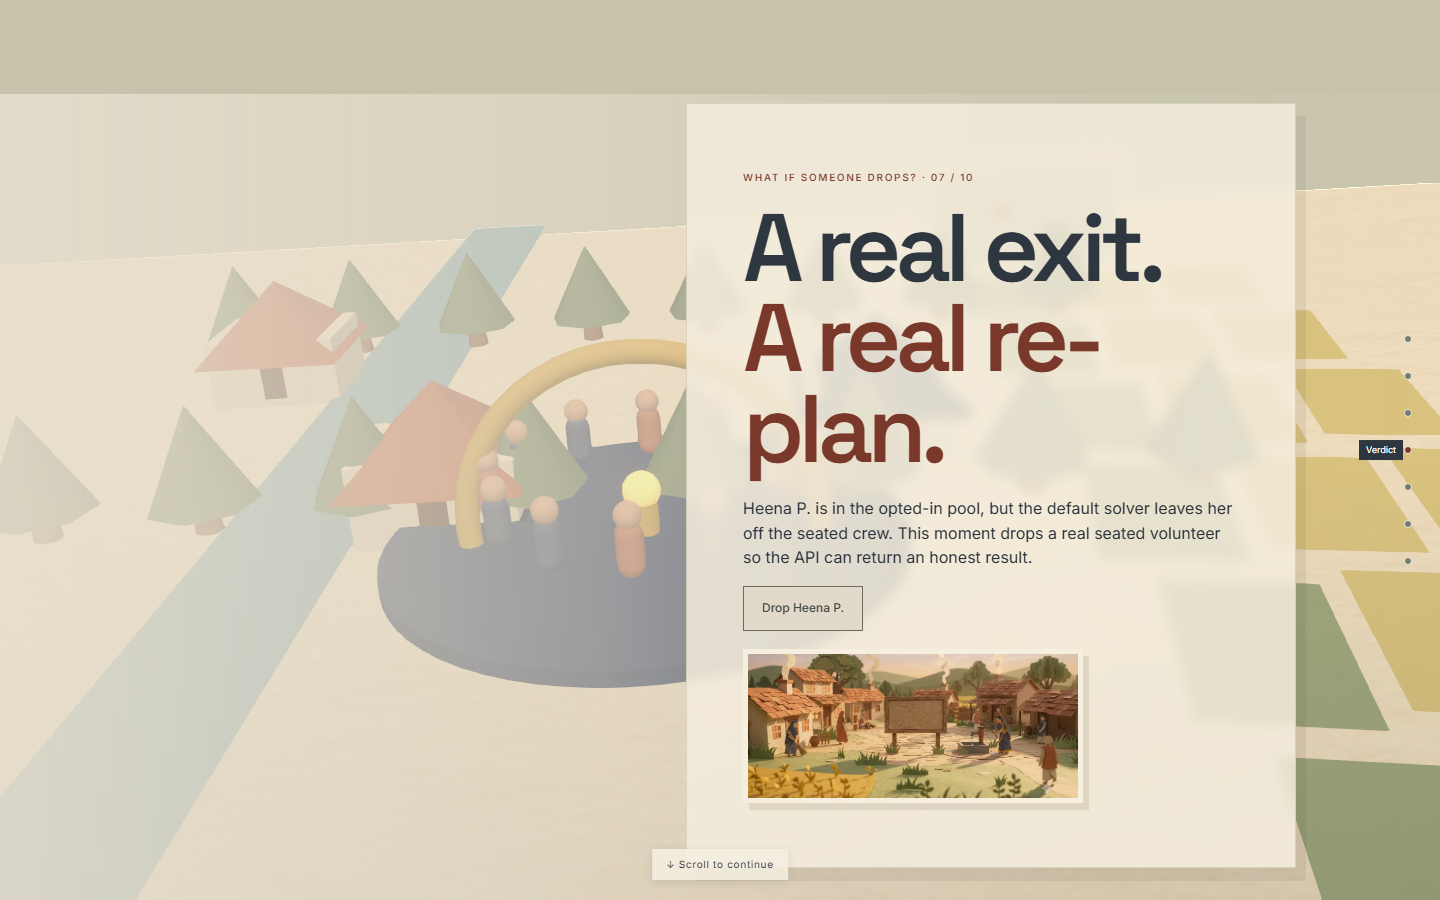 WHAT IF SOMEONE DROPS? · 07 / 10
A real exit.
A real re-
plan.
Heena P. is in the opted-in pool, but the default solver leaves her
off the seated crew. This moment drops a real seated volunteer
so the API can return an honest result.
Drop Heena P.
Verdict
↓ Scroll to continue